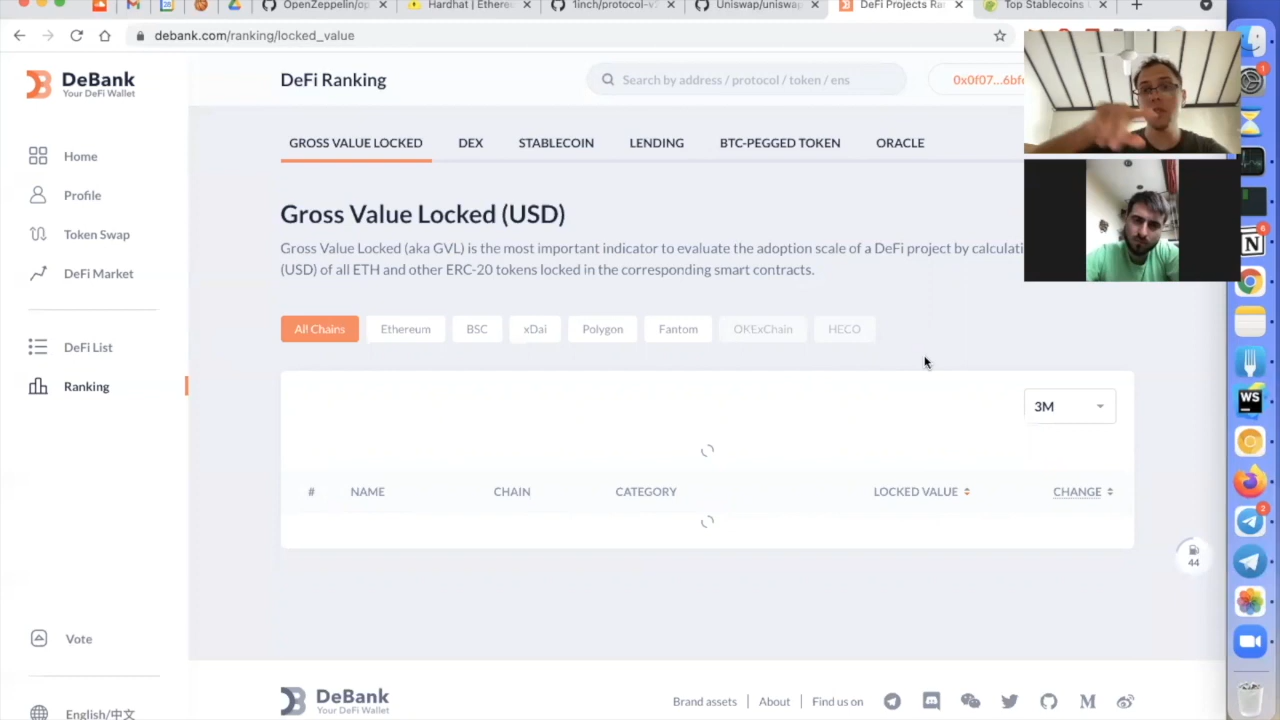 OpenZeppelin/op
Hardhat | Ethere
1inch/protocol-v
Uniswap/uniswap
DeFi Projects Ra
Top Stablecoins
debank.com/ranking/locked_value
DeBank
Your DeFi Wallet
DeFi Ranking
Search by address / protocol / token / ens
0x0f07...6bf
Home
Profile
Token Swap
DeFi Market
DeFi List
Ranking
Vote
English/中文
GROSS VALUE LOCKED
DEX
STABLECOIN
LENDING
BTC-PEGGED TOKEN
ORACLE
Gross Value Locked (USD)
Gross Value Locked (aka GVL) is the most important indicator to evaluate the adoption scale of a DeFi project by calculati
(USD) of all ETH and other ERC-20 tokens locked in the corresponding smart contracts.
All Chains
Ethereum
BSC
xDai
Polygon
Fantom
OKExChain
HECO
3M
# NAME CHAIN CATEGORY LOCKED VALUE CHANGE
44
DeBank
Your DeFi Wallet
Brand assets | About | Find us on
1
6
WS
2